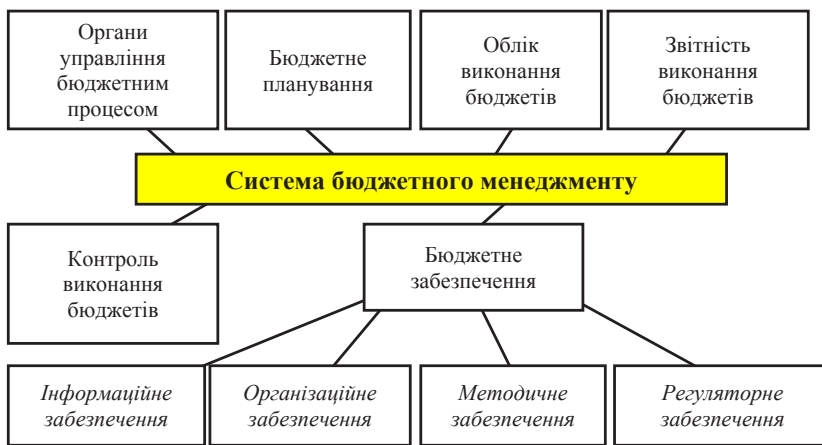 Органи
управління
бюджетним
процесом
Бюджетне
планування
Облік
виконання
бюджетів
Звітність
виконання
бюджетів
Система бюджетного менеджменту
Контроль
виконання
бюджетів
Бюджетне
забезпечення
Інформаційне
забезпечення
Організаційне
забезпечення
Методичне
забезпечення
Регуляторне
забезпечення